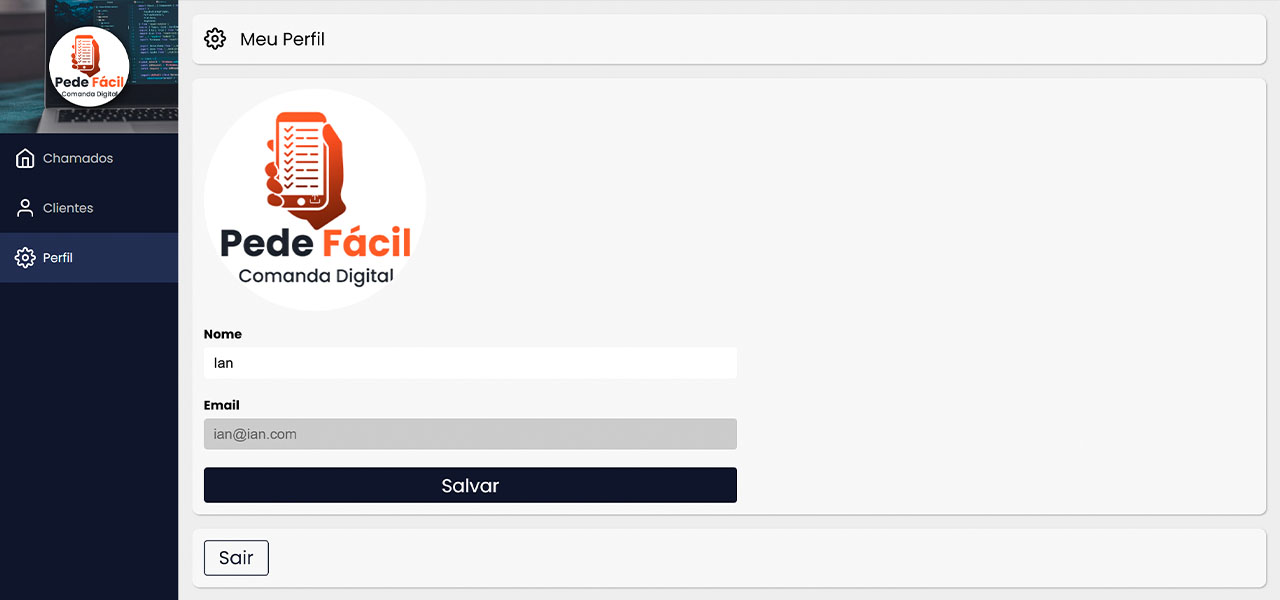 Pede Fácil
Comanda Digital
Chamados
Clientes
Perfil
Meu Perfil
Pede Fácil
Comanda Digital
Nome
Ian
Email
ian@ian.com
Salvar
Sair